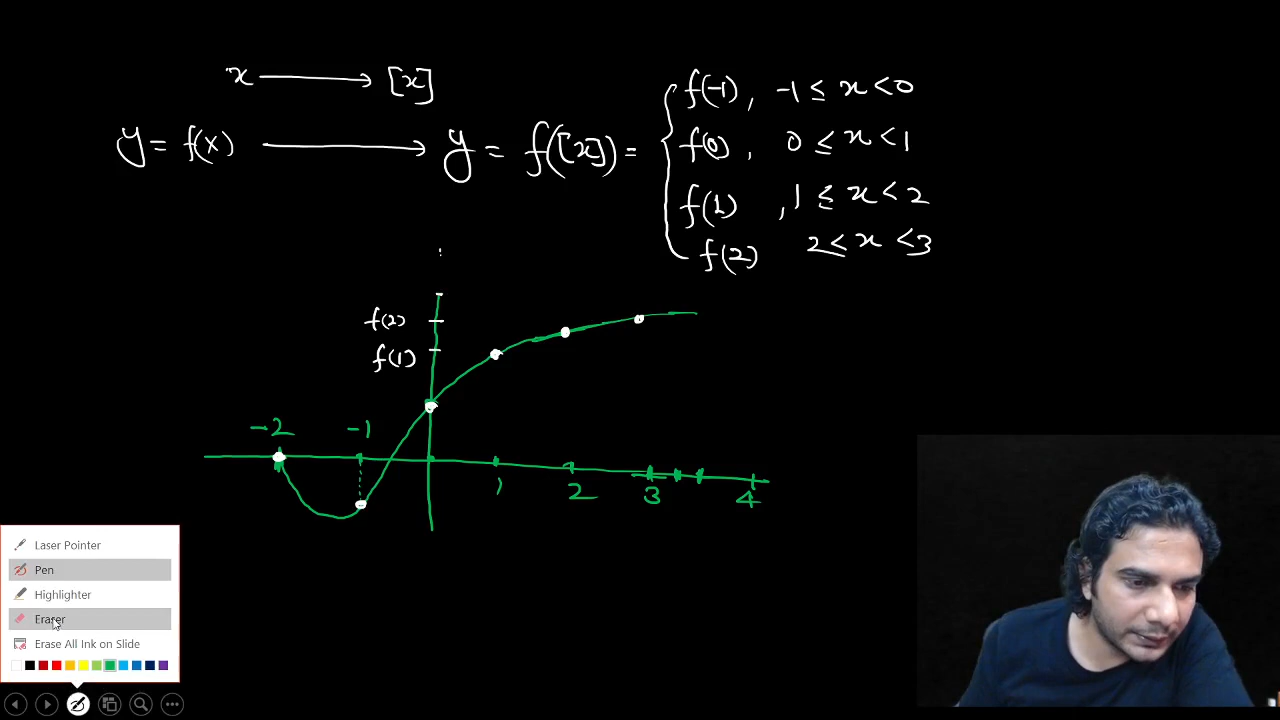 x → [x]
y = f(x) → y = f([x]) = { f(-1), -1 ≤ x < 0
f(0), 0 ≤ x < 1
f(1), 1 ≤ x < 2
f(2) 2 ≤ x < 3
f(2)
f(1)
-2 -1
1 2 3 4
Laser Pointer
Pen
Highlighter
Eraser
Erase All Ink on Slide